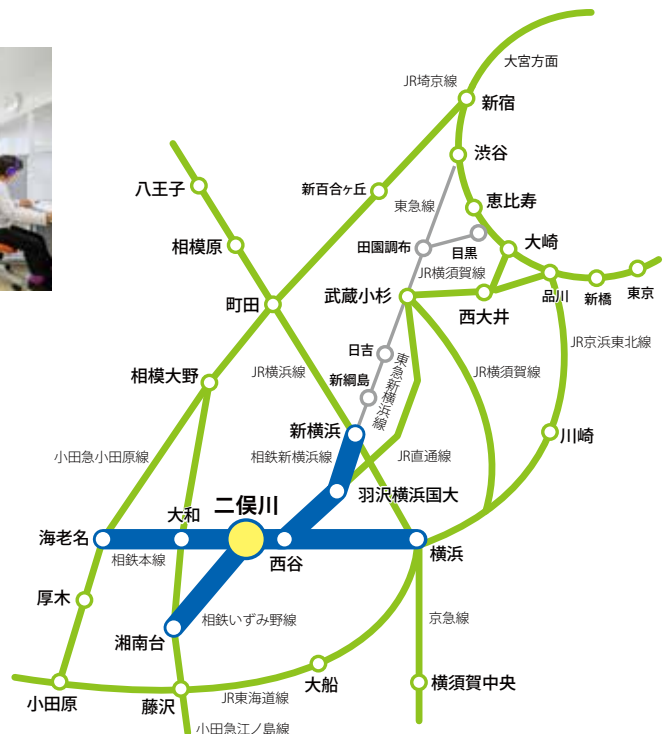 大宮方面
JR埼京線
新宿
渋谷
八王子
新百合ヶ丘
恵比寿
東急線
相模原
田園調布
目黒
大崎
JR横須賀線
町田
武蔵小杉
西大井
品川
新橋
東京
日吉
JR京浜東北線
相模大野
JR横浜線
新綱島
東急新横浜線
JR横須賀線
新横浜
川崎
小田急小田原線
相鉄新横浜線
JR直通線
二俣川
羽沢横浜国大
大和
海老名
相鉄本線
西谷
横浜
厚木
相鉄いずみ野線
京急線
湘南台
小田原
藤沢
JR東海道線
大船
横須賀中央
小田急江ノ島線